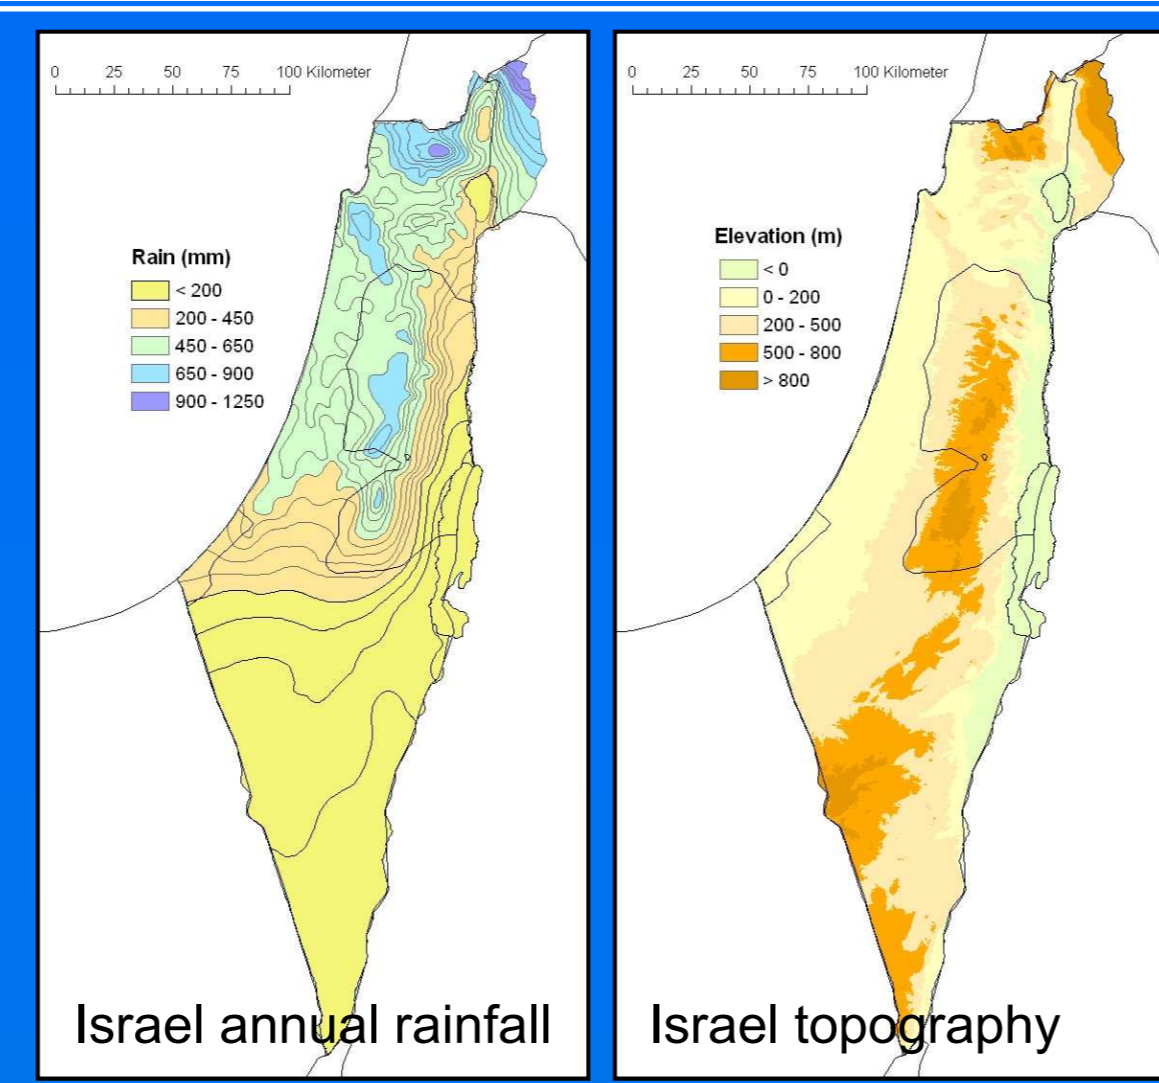 0 25 50 75 100 Kilometer
Rain (mm)
< 200
200 - 450
450 - 650
650 - 900
900 - 1250
Israel annual rainfall
0 25 50 75 100 Kilometer
Elevation (m)
< 0
0 - 200
200 - 500
500 - 800
> 800
Israel topography